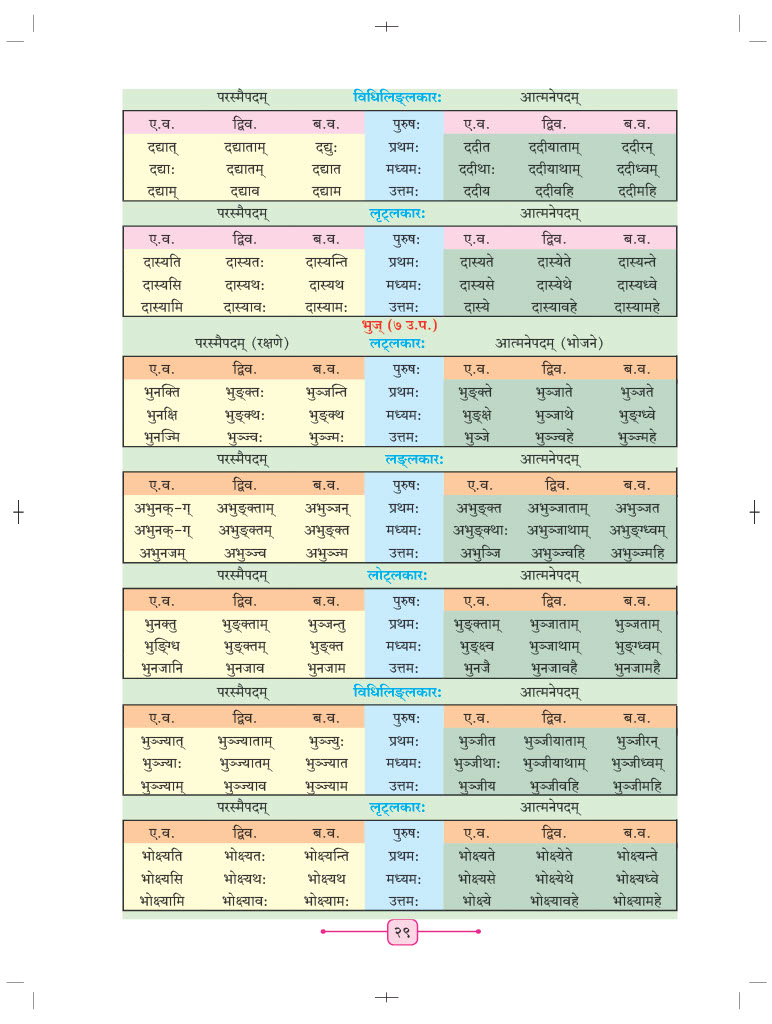 परस्मैपदम् विधिलिङ्लकारः आत्मनेपदम्
ए.व. द्विव. ब.व. पुरुषः ए.व. द्विव. ब.व.
दद्यात् दद्याताम् दद्युः प्रथमः ददीत ददीयाताम् ददीरन्
दद्याः दद्यातम् दद्यात मध्यमः ददीथाः ददीयाथाम् ददीध्वम्
दद्याम् दद्याव दद्याम उत्तमः ददीय ददीवहि ददीमहि
परस्मैपदम् लृट्लकारः आत्मनेपदम्
ए.व. द्विव. ब.व. पुरुषः ए.व. द्विव. ब.व.
दास्यति दास्यतः दास्यन्ति प्रथमः दास्यते दास्येते दास्यन्ते
दास्यसि दास्यथः दास्यथ मध्यमः दास्यसे दास्येथे दास्यध्वे
दास्यामि दास्यावः दास्यामः उत्तमः दास्ये दास्यावहे दास्यामहे
भुज् (७ उ.प.)
परस्मैपदम् (रक्षणे) लट्लकारः आत्मनेपदम् (भोजने)
ए.व. द्विव. ब.व. पुरुषः ए.व. द्विव. ब.व.
भुनक्ति भुङ्क्तः भुञ्जन्ति प्रथमः भुङ्क्ते भुञ्जाते भुञ्जते
भुनक्षि भुङ्क्थः भुङ्क्थ मध्यमः भुङ्क्षे भुञ्जाथे भुङ्ग्ध्वे
भुनज्मि भुञ्ज्वः भुञ्ज्मः उत्तमः भुञ्जे भुञ्ज्वहे भुञ्ज्महे
परस्मैपदम् लङ्लकारः आत्मनेपदम्
ए.व. द्विव. ब.व. पुरुषः ए.व. द्विव. ब.व.
अभुनक्-ग् अभुङ्क्ताम् अभुञ्जन् प्रथमः अभुङ्क्त अभुञ्जाताम् अभुञ्जत
अभुनक्-ग् अभुङ्क्तम् अभुङ्क्त मध्यमः अभुङ्क्थाः अभुञ्जाथाम् अभुङ्ग्ध्वम्
अभुनजम् अभुञ्ज्व अभुञ्ज्म उत्तमः अभुञ्जि अभुञ्ज्वहि अभुञ्ज्महि
परस्मैपदम् लोट्लकारः आत्मनेपदम्
ए.व. द्विव. ब.व. पुरुषः ए.व. द्विव. ब.व.
भुनक्तु भुङ्क्ताम् भुञ्जन्तु प्रथमः भुङ्क्ताम् भुञ्जाताम् भुञ्जताम्
भुङ्ग्धि भुङ्क्तम् भुङ्क्त मध्यमः भुङ्क्ष्व भुञ्जाथाम् भुङ्ग्ध्वम्
भुनजानि भुनजाव भुनजाम उत्तमः भुनजै भुनजावहै भुनजामहै
परस्मैपदम् विधिलिङ्लकारः आत्मनेपदम्
ए.व. द्विव. ब.व. पुरुषः ए.व. द्विव. ब.व.
भुञ्ज्यात् भुञ्ज्याताम् भुञ्ज्युः प्रथमः भुञ्जीत भुञ्जीयाताम् भुञ्जीरन्
भुञ्ज्याः भुञ्ज्यातम् भुञ्ज्यात मध्यमः भुञ्जीथाः भुञ्जीयाथाम् भुञ्जीध्वम्
भुञ्ज्याम् भुञ्ज्याव भुञ्ज्याम उत्तमः भुञ्जीय भुञ्जीवहि भुञ्जीमहि
परस्मैपदम् लृट्लकारः आत्मनेपदम्
ए.व. द्विव. ब.व. पुरुषः ए.व. द्विव. ब.व.
भोक्ष्यति भोक्ष्यतः भोक्ष्यन्ति प्रथमः भोक्ष्यते भोक्ष्येते भोक्ष्यन्ते
भोक्ष्यसि भोक्ष्यथः भोक्ष्यथ मध्यमः भोक्ष्यसे भोक्ष्येथे भोक्ष्यध्वे
भोक्ष्यामि भोक्ष्यावः भोक्ष्यामः उत्तमः भोक्ष्ये भोक्ष्यावहे भोक्ष्यामहे
२९